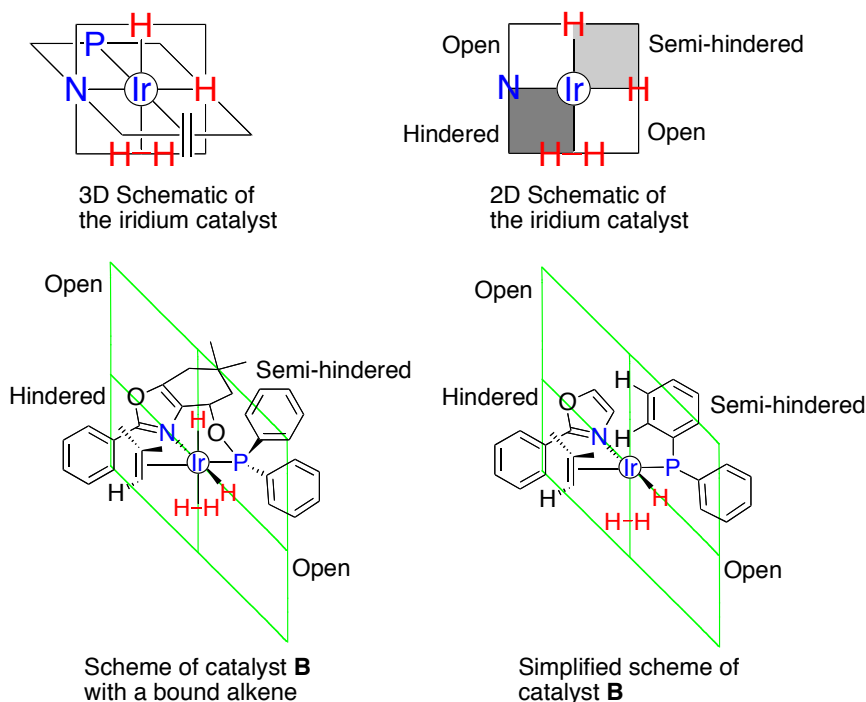 H
P
N
Ir
H
H-H
3D Schematic of
the iridium catalyst
H
Open
Semi-hindered
N
Ir
H
Hindered
Open
H-H
2D Schematic of
the iridium catalyst
Open
Semi-hindered
Hindered
O
H
N
O
Ir
P
H
H
H-H
Open
Scheme of catalyst B
with a bound alkene
Open
Hindered
H
O
Semi-hindered
H
N
Ir
P
H
H
H-H
Open
Simplified scheme of
catalyst B